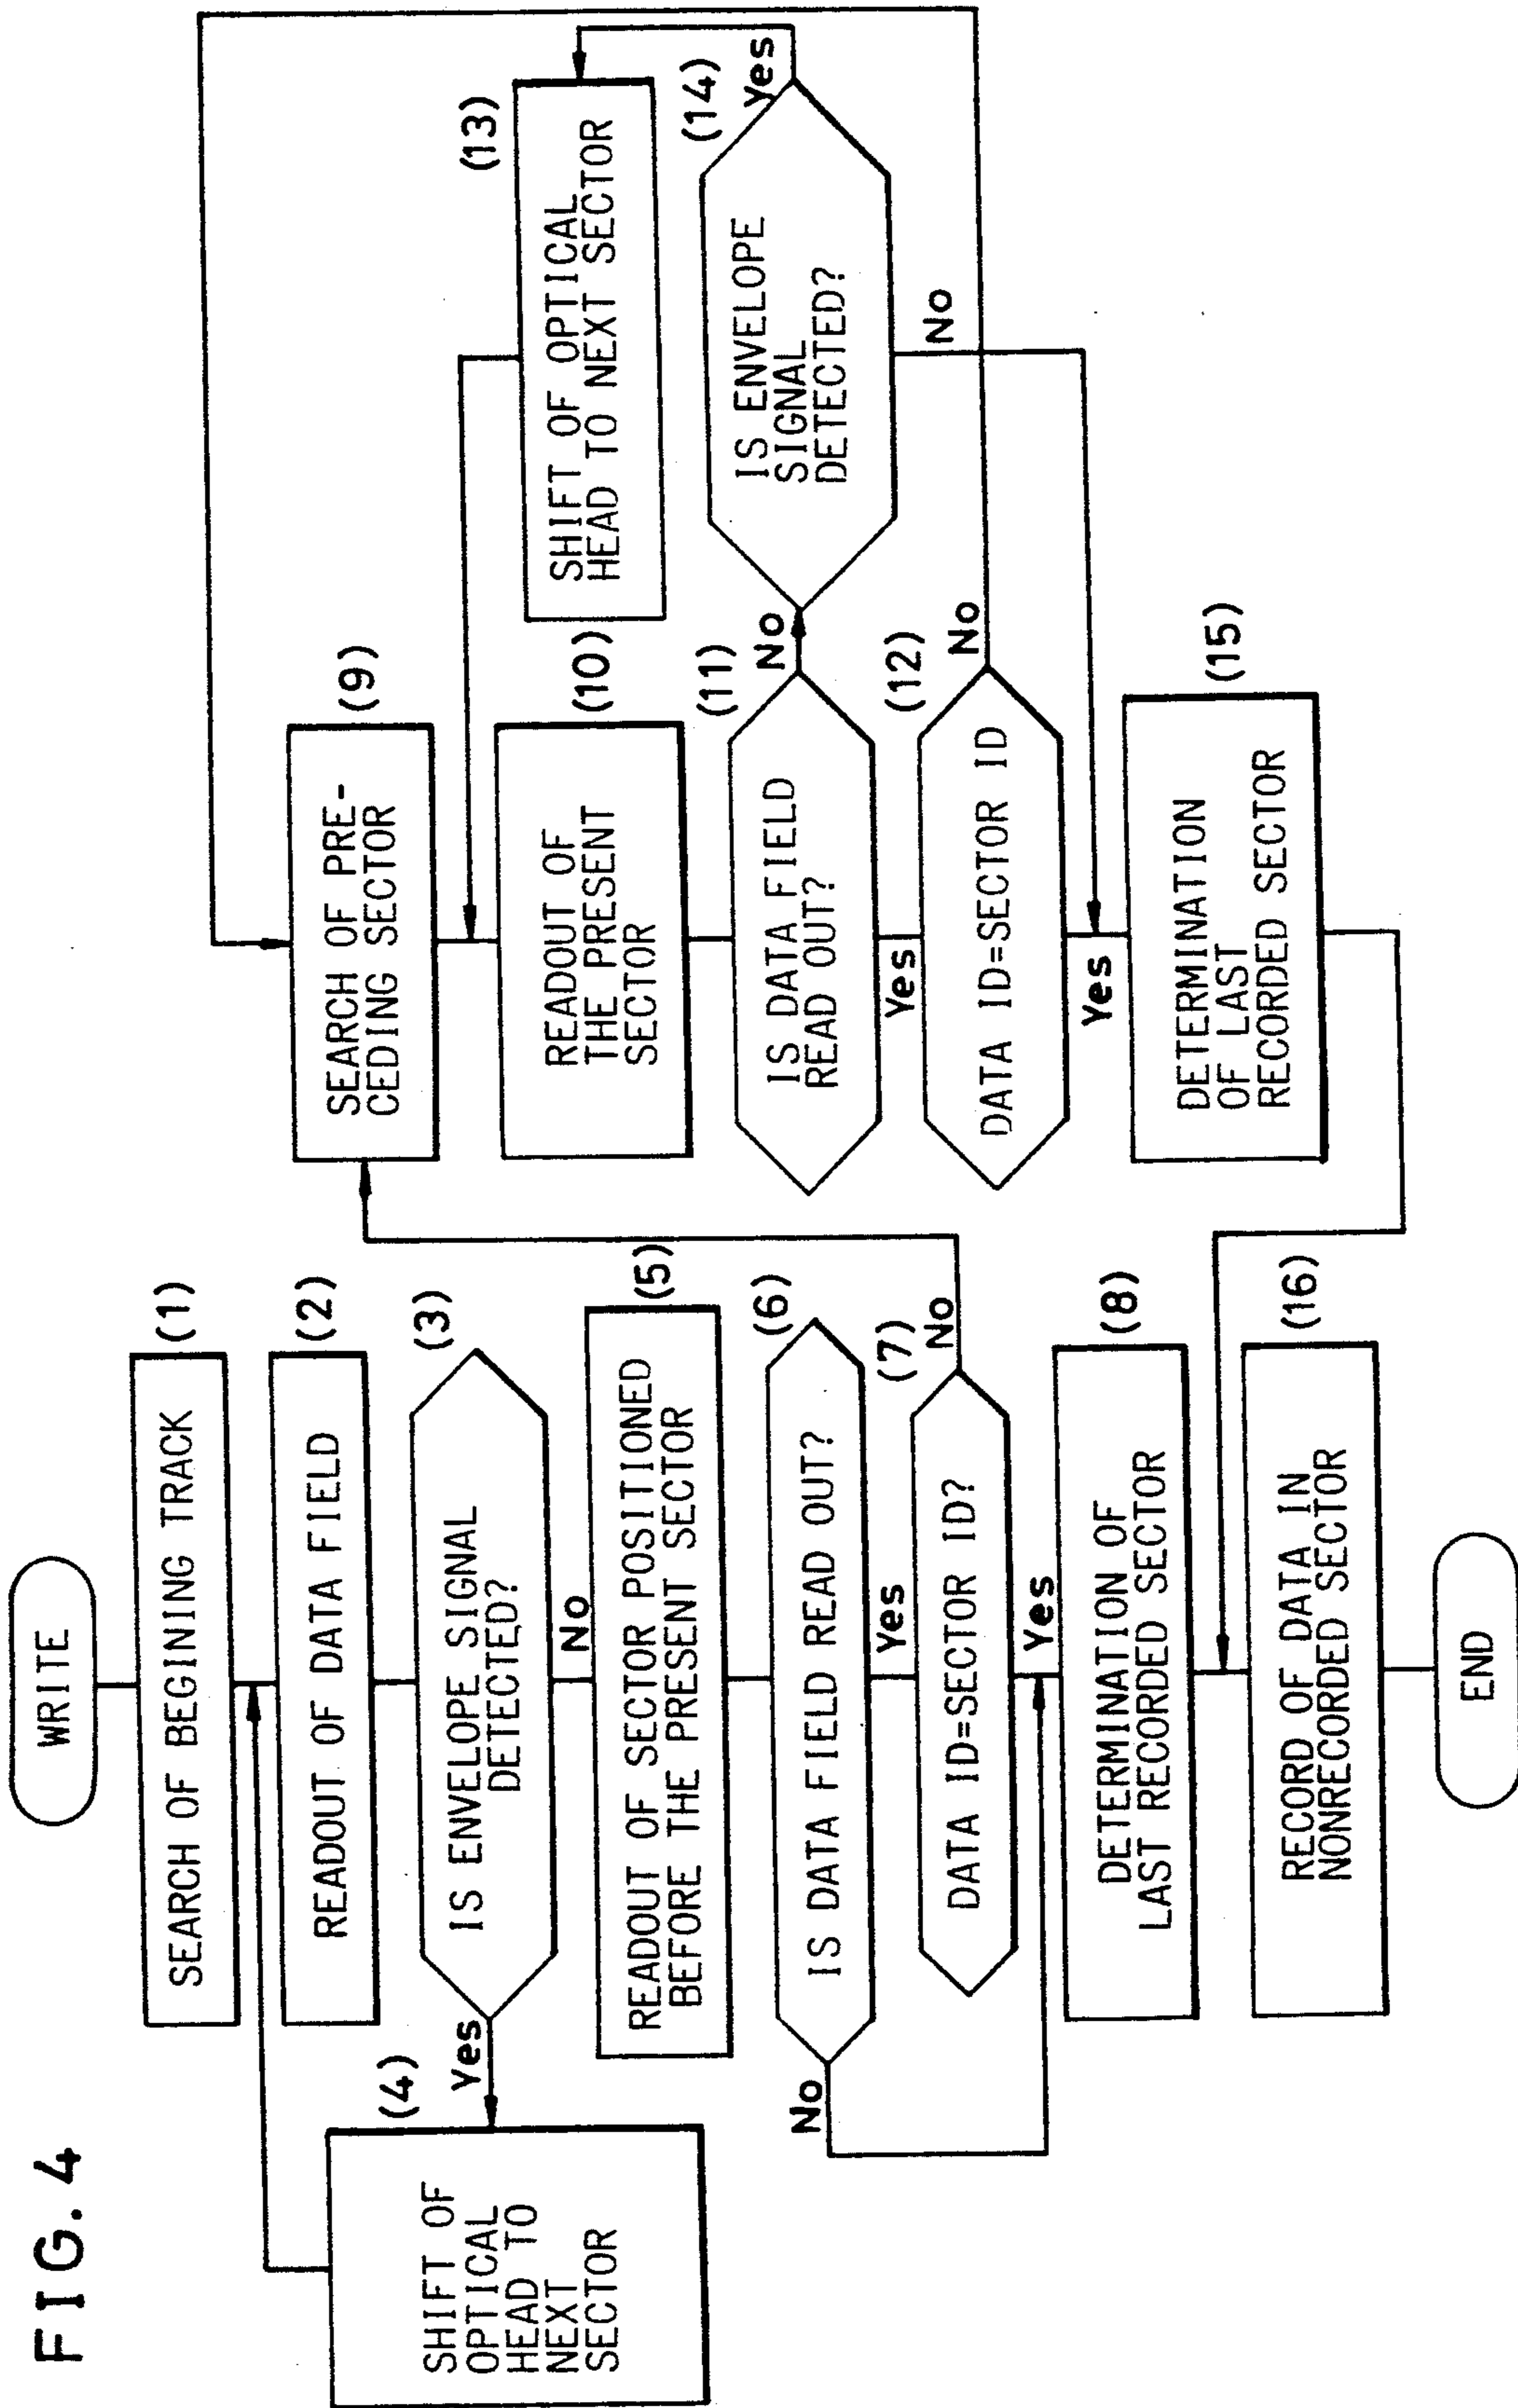 FIG. 4
WRITE
SEARCH OF BEGINNING TRACK
(1)
READOUT OF DATA FIELD
(2)
IS ENVELOPE SIGNAL
DETECTED?
(3)
Yes
No
SHIFT OF
OPTICAL
HEAD TO
NEXT
SECTOR
(4)
READOUT OF SECTOR POSITIONED
BEFORE THE PRESENT SECTOR
(5)
IS DATA FIELD READ OUT?
(6)
No
Yes
DATA ID=SECTOR ID?
(7)
No
Yes
DETERMINATION OF
LAST RECORDED SECTOR
(8)
RECORD OF DATA IN
NONRECORDED SECTOR
(16)
END
SEARCH OF PRE-
CEDING SECTOR
(9)
READOUT OF
THE PRESENT
SECTOR
(10)
IS DATA FIELD
READ OUT?
(11)
No
Yes
DATA ID=SECTOR ID
(12)
No
Yes
DETERMINATION
OF LAST
RECORDED SECTOR
(15)
SHIFT OF OPTICAL
HEAD TO NEXT SECTOR
(13)
IS ENVELOPE
SIGNAL
DETECTED?
(14)
Yes
No